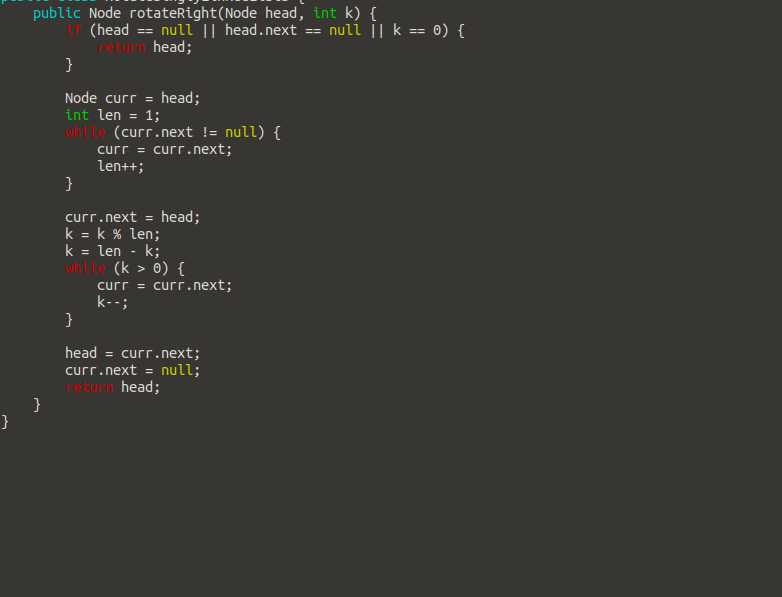 public Node rotateRight(Node head, int k) {
        if (head == null || head.next == null || k == 0) {
            return head;
        }
        Node curr = head;
        int len = 1;
        while (curr.next != null) {
            curr = curr.next;
            len++;
        }
        curr.next = head;
        k = k % len;
        k = len - k;
        while (k > 0) {
            curr = curr.next;
            k--;
        }
        head = curr.next;
        curr.next = null;
        return head;
    }
}